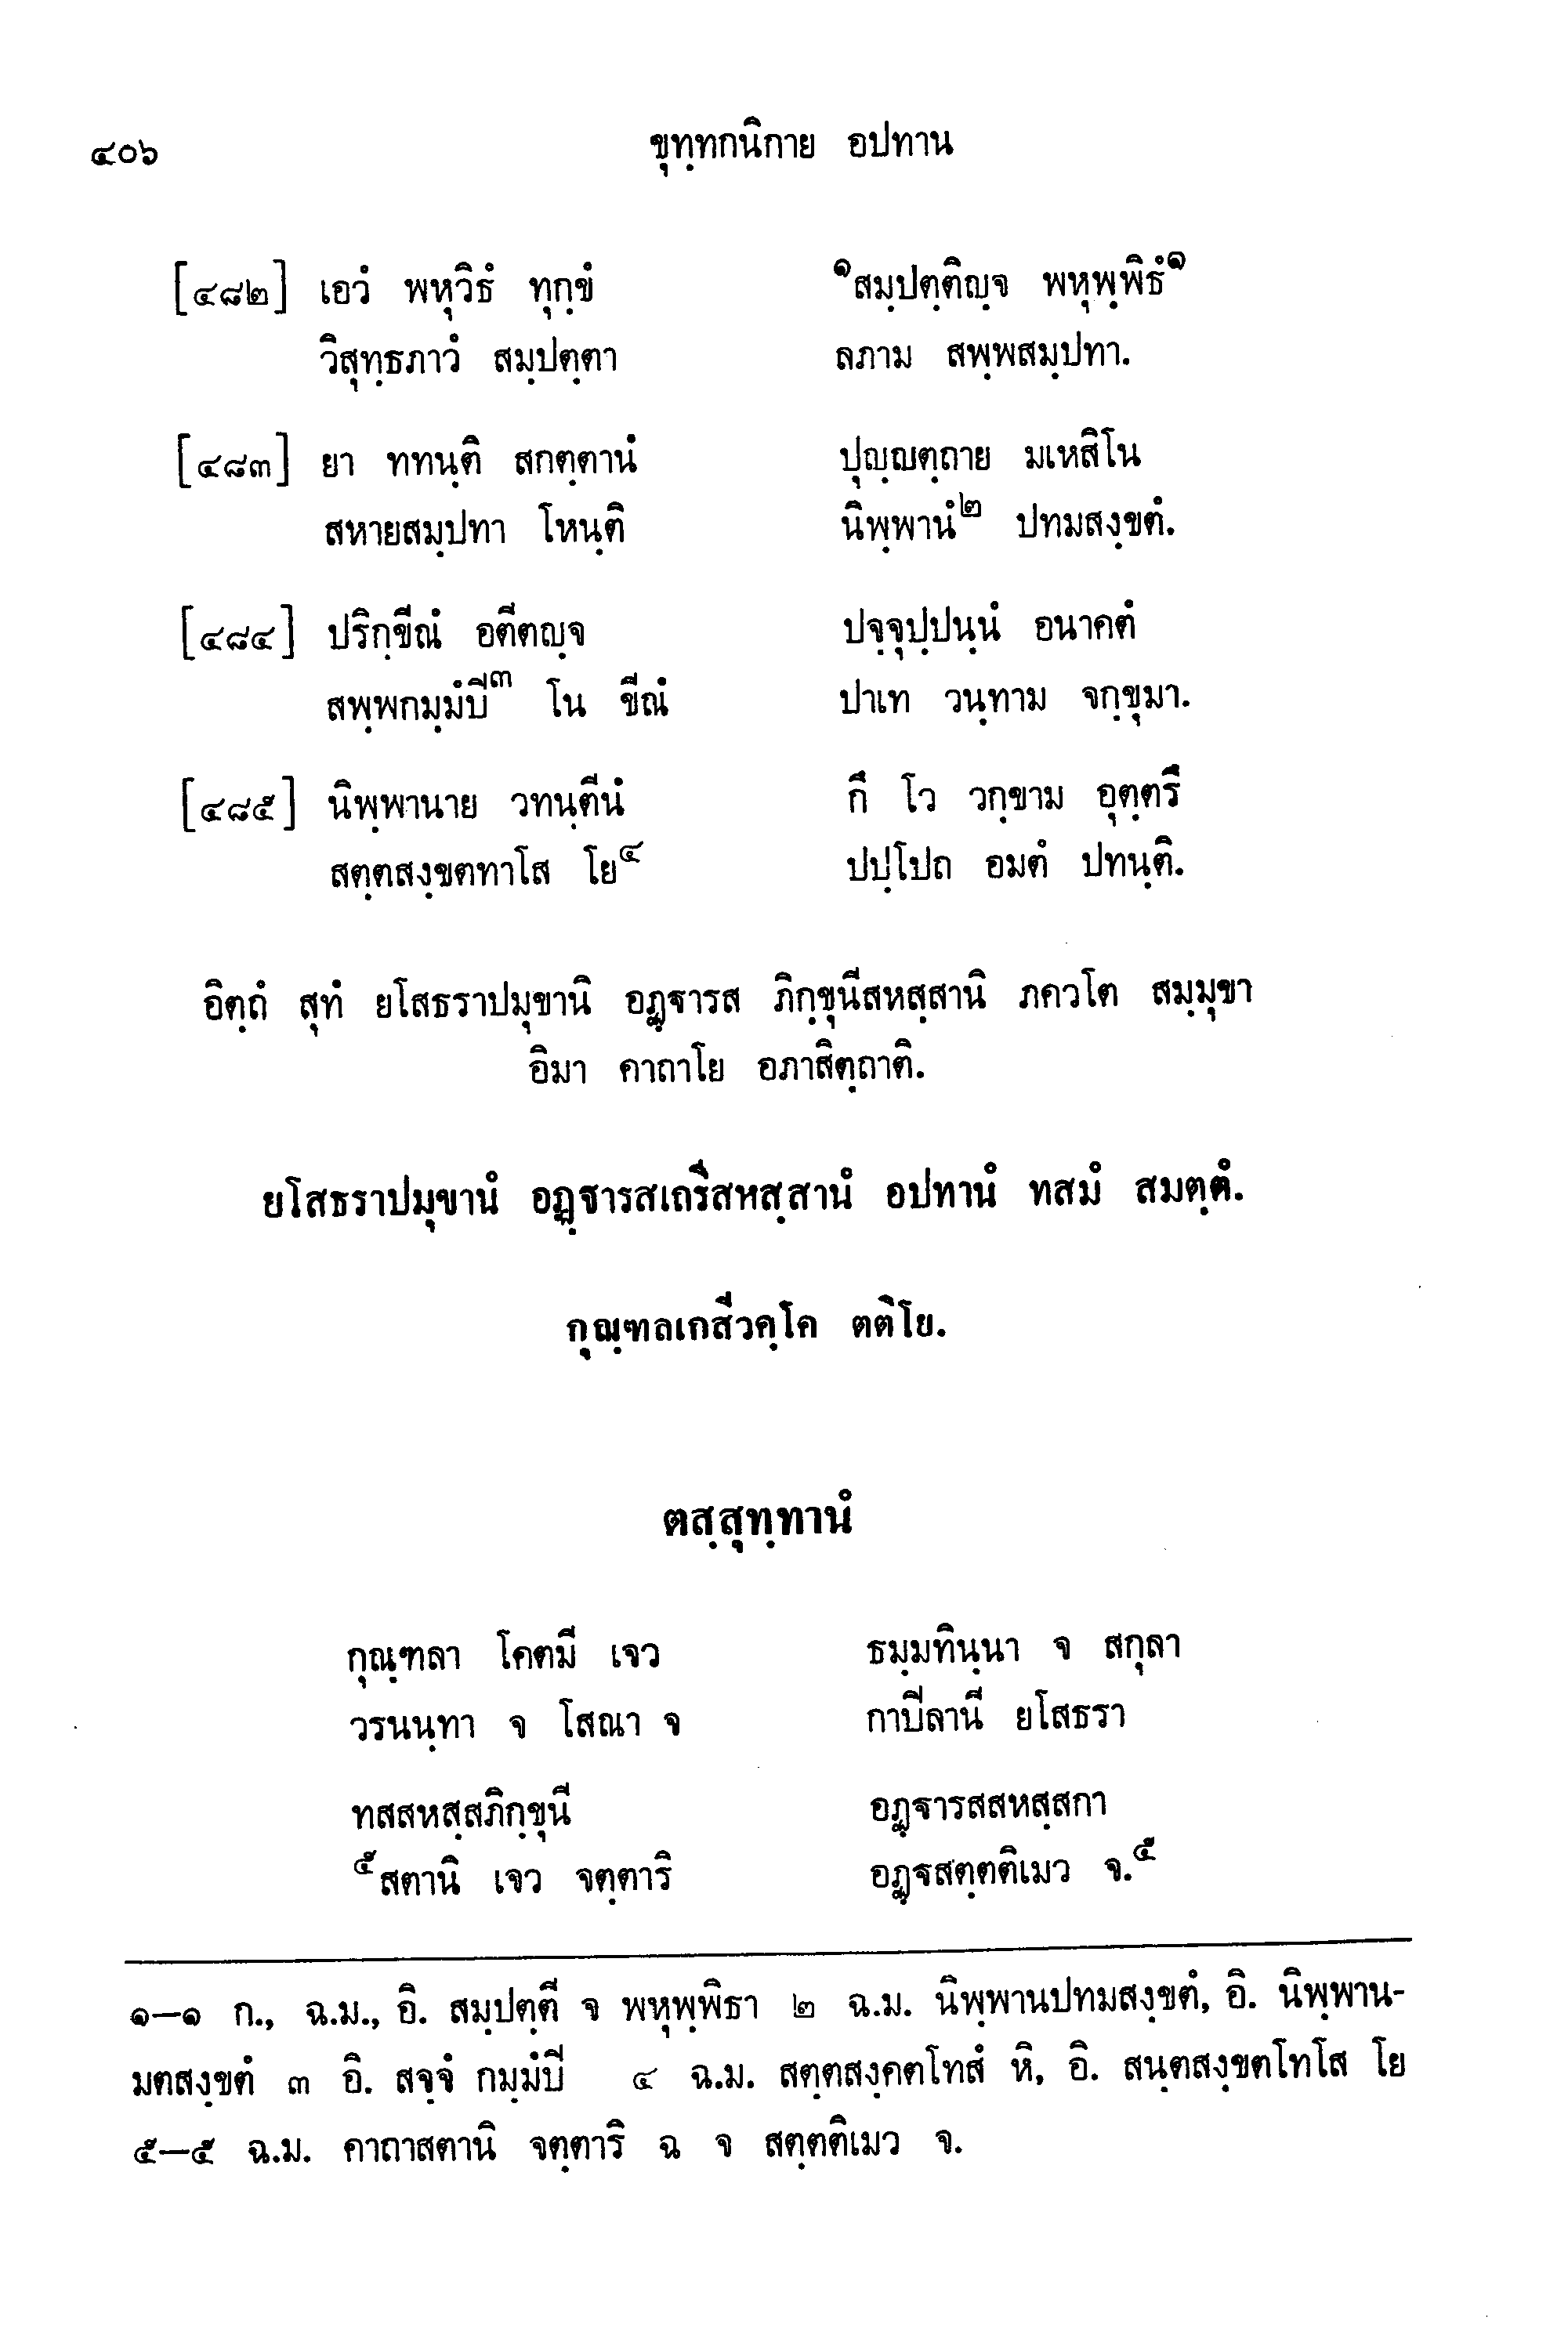 ๔๐๖ ขุทฺทกนิกาย อปทาน
[๔๘๒] เอวํ พหุวิธํ ทุกฺขํ ๑สมฺปตฺติญฺจ พหุพฺพิธํ๑
วิสุทฺธภาวํ สมฺปตฺตา ลภาม สพฺพสมฺปทา.
[๔๘๓] ยา ททนฺติ สกตฺตานํ ปุญฺญตฺถาย มเหสิโน
สหายสมฺปทา โหนฺติ นิพฺพานํ๒ ปทมสงฺขตํ.
[๔๘๔] ปริกฺขีณํ อตีตญฺจ ปจฺจุปฺปนฺนํ อนาคตํ
สพฺพกมฺมํปี๓ โน ขีณํ ปาเท วนฺทาม จกฺขุมา.
[๔๘๕] นิพฺพานาย วทนฺตีนํ กึ โว วกฺขาม อุตฺตรึ
สตฺตสงฺขตทาโส โย๔ ปปฺโปถ อมตํ ปทนฺติ.
อิตฺถํ สุทํ ยโสธราปมุขานิ อฏฺฐารส ภิกฺขุนีสหสฺสานิ ภควโต สมฺมุขา
อิมา คาถาโย อภาสิตฺถาติ.
ยโสธราปมุขานํ อฏฺฐารสเถรีสหสฺสานํ อปทานํ ทสมํ สมตฺตํ.
กุณฺฑลเกสีวคฺโค ตติโย.
ตสฺสุทฺทานํ
กุณฺฑลา โคตมี เจว ธมฺมทินฺนา จ สกุลา
วรนนฺทา จ โสณา จ กาปีลานี ยโสธรา
ทสสหสฺสภิกฺขุนี อฏฺฐารสสหสฺสกา
๕สตานิ เจว จตฺตาริ อฏฺฐสตฺตติเมว จ.๕
๑–๑ ก., ฉ.ม., อิ. สมฺปตฺตี จ พหุพฺพิธา ๒ ฉ.ม. นิพฺพานปทมสงฺขตํ, อิ. นิพฺพาน-
มตสงฺขตํ ๓ อิ. สจฺจํ กมฺมํปี ๔ ฉ.ม. สตฺตสงฺคตโทสํ หิ, อิ. สนฺตสงฺขตโทโส โย
๕–๕ ฉ.ม. คาถาสตานิ จตฺตาริ ฉ จ สตฺตติเมว จ.